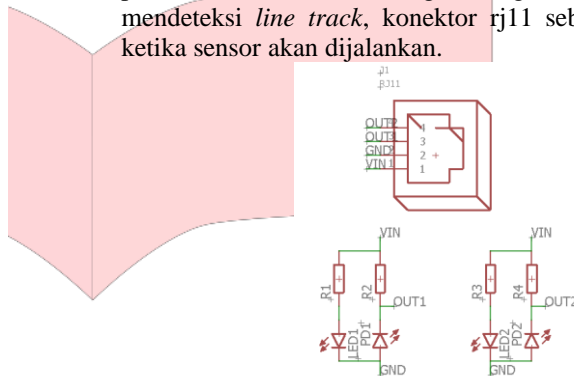 mendeteksi line track, konektor rj11
ketika sensor akan dijalankan.
J1
RJ11
OUT2 4
OUT1 3
GND 2
VIN 1
VIN VIN
R1 R2 R3 R4
OUT1 OUT2
LED1 PD1 LED2 PD2
GND GND